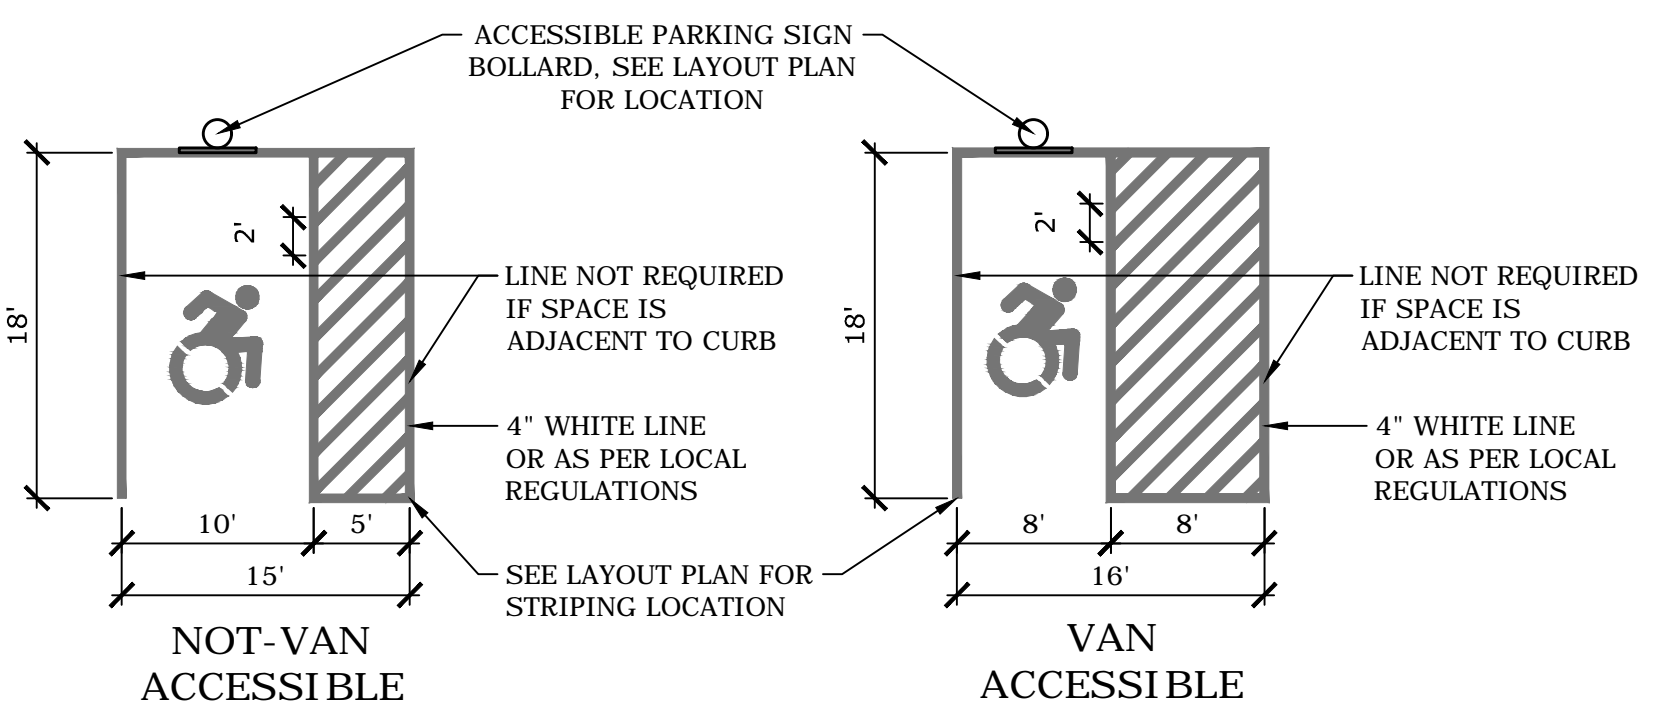 ACCESSIBLE PARKING SIGN
BOLLARD, SEE LAYOUT PLAN
FOR LOCATION
2'
18'
LINE NOT REQUIRED
IF SPACE IS
ADJACENT TO CURB
4" WHITE LINE
OR AS PER LOCAL
REGULATIONS
10'
5'
15'
SEE LAYOUT PLAN FOR
STRIPING LOCATION
NOT-VAN
ACCESSIBLE
2'
18'
LINE NOT REQUIRED
IF SPACE IS
ADJACENT TO CURB
4" WHITE LINE
OR AS PER LOCAL
REGULATIONS
8'
8'
16'
VAN
ACCESSIBLE